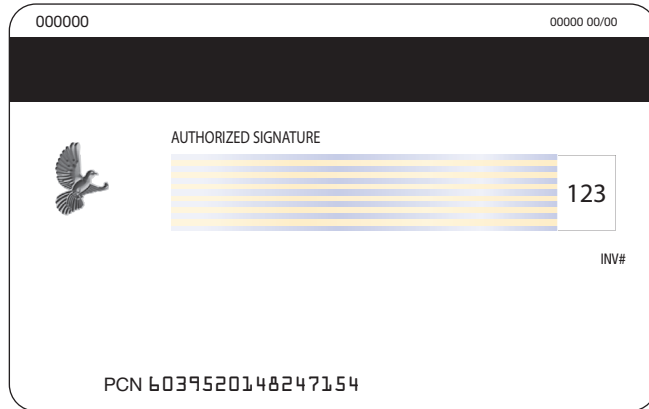 000000 00000 00/00
AUTHORIZED SIGNATURE
123
INV#
PCN 6039520148247154